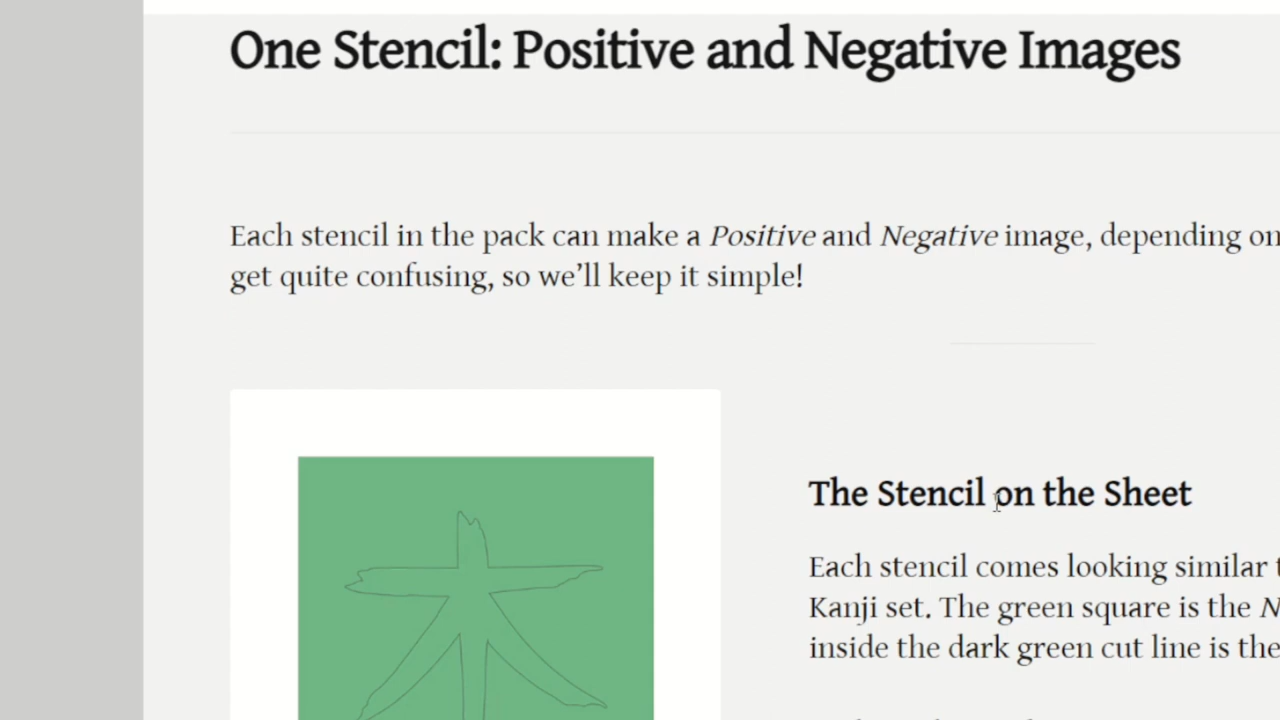 One Stencil: Positive and Negative Images
Each stencil in the pack can make a Positive and Negative image, depending on
get quite confusing, so we’ll keep it simple!
木
The Stencil on the Sheet
Each stencil comes looking similar t
Kanji set. The green square is the N
inside the dark green cut line is the